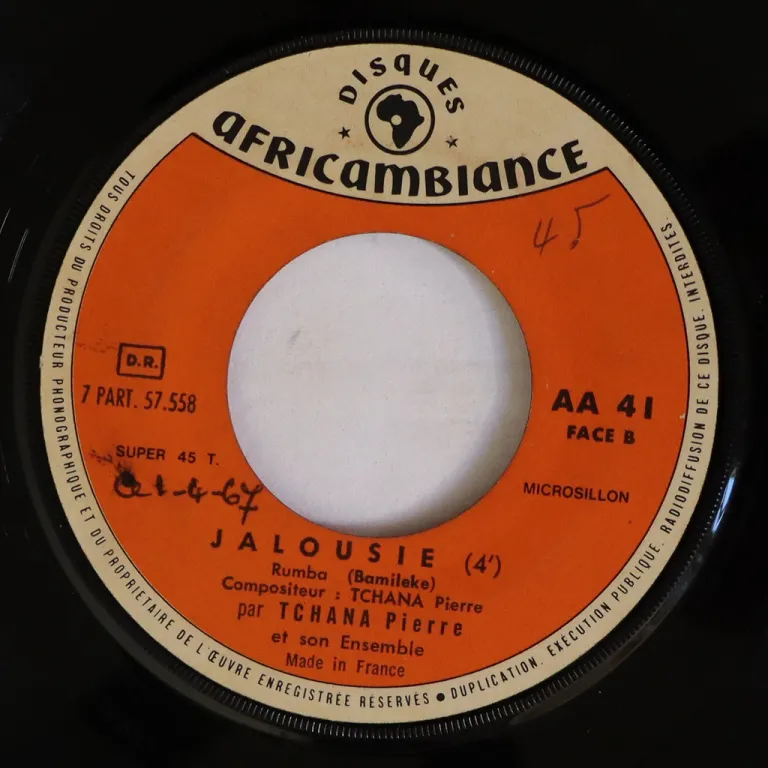 DISQUES
AFRICAMBIANCE
45
D.R.
7 PART. 57.558
AA 41
FACE B
SUPER 45 T.
MICROSILLON
1-4-67
JALOUSIE (4')
Rumba (Bamileke)
Compositeur : TCHANA Pierre
par TCHANA Pierre
et son Ensemble
Made in France
TOUS DROITS DU PRODUCTEUR PHONOGRAPHIQUE ET DU PROPRIETAIRE DE L'ŒUVRE ENREGISTRÉE RÉSERVÉS ● DUPLICATION. EXÉCUTION PUBLIQUE. RADIODIFFUSION DE CE DISQUE. INTERDITES.